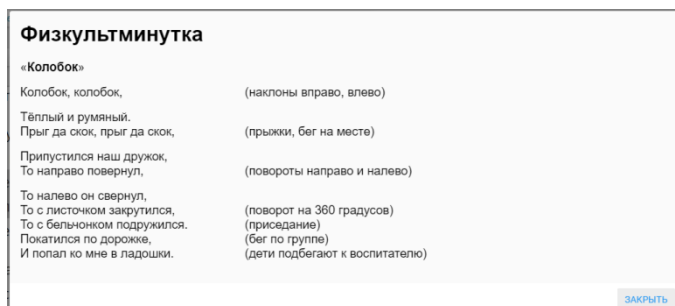 Физкультминутка
«Колобок»
Колобок, колобок, (наклоны вправо, влево)
Тёплый и румяный.
Прыг да скок, прыг да скок, (прыжки, бег на месте)
Припустился наш дружок,
То направо повернул, (повороты направо и налево)
То налево он свернул,
То с листочком закрутился, (поворот на 360 градусов)
То с бельчонком подружился. (приседание)
Покатился по дорожке, (бег по группе)
И попал ко мне в ладошки. (дети подбегают к воспитателю)
ЗАКРЫТЬ